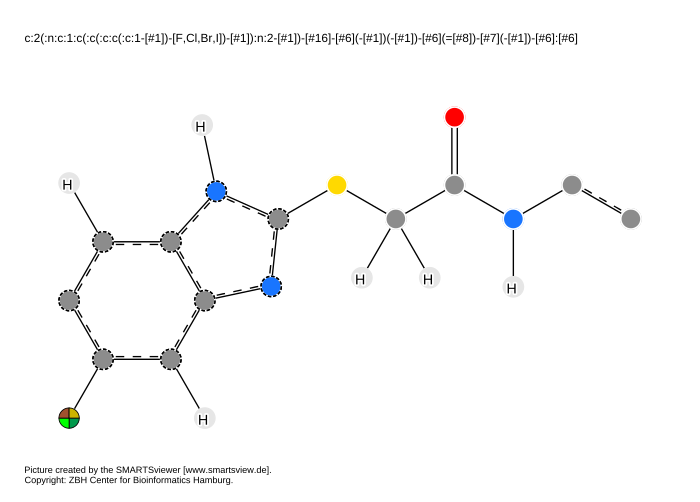 c:2(:n:c:1:c(:c(:c:c(:c:1-[#1])-[F,Cl,Br,I])-[#1]):n:2-[#1])-[#16]-[#6](-[#1])(-[#1])-[#6](=[#8])-[#7](-[#1])-[#6]:[#6]
H
H
H
H
H
H
Picture created by the SMARTSviewer [www.smartsview.de].
Copyright: ZBH Center for Bioinformatics Hamburg.